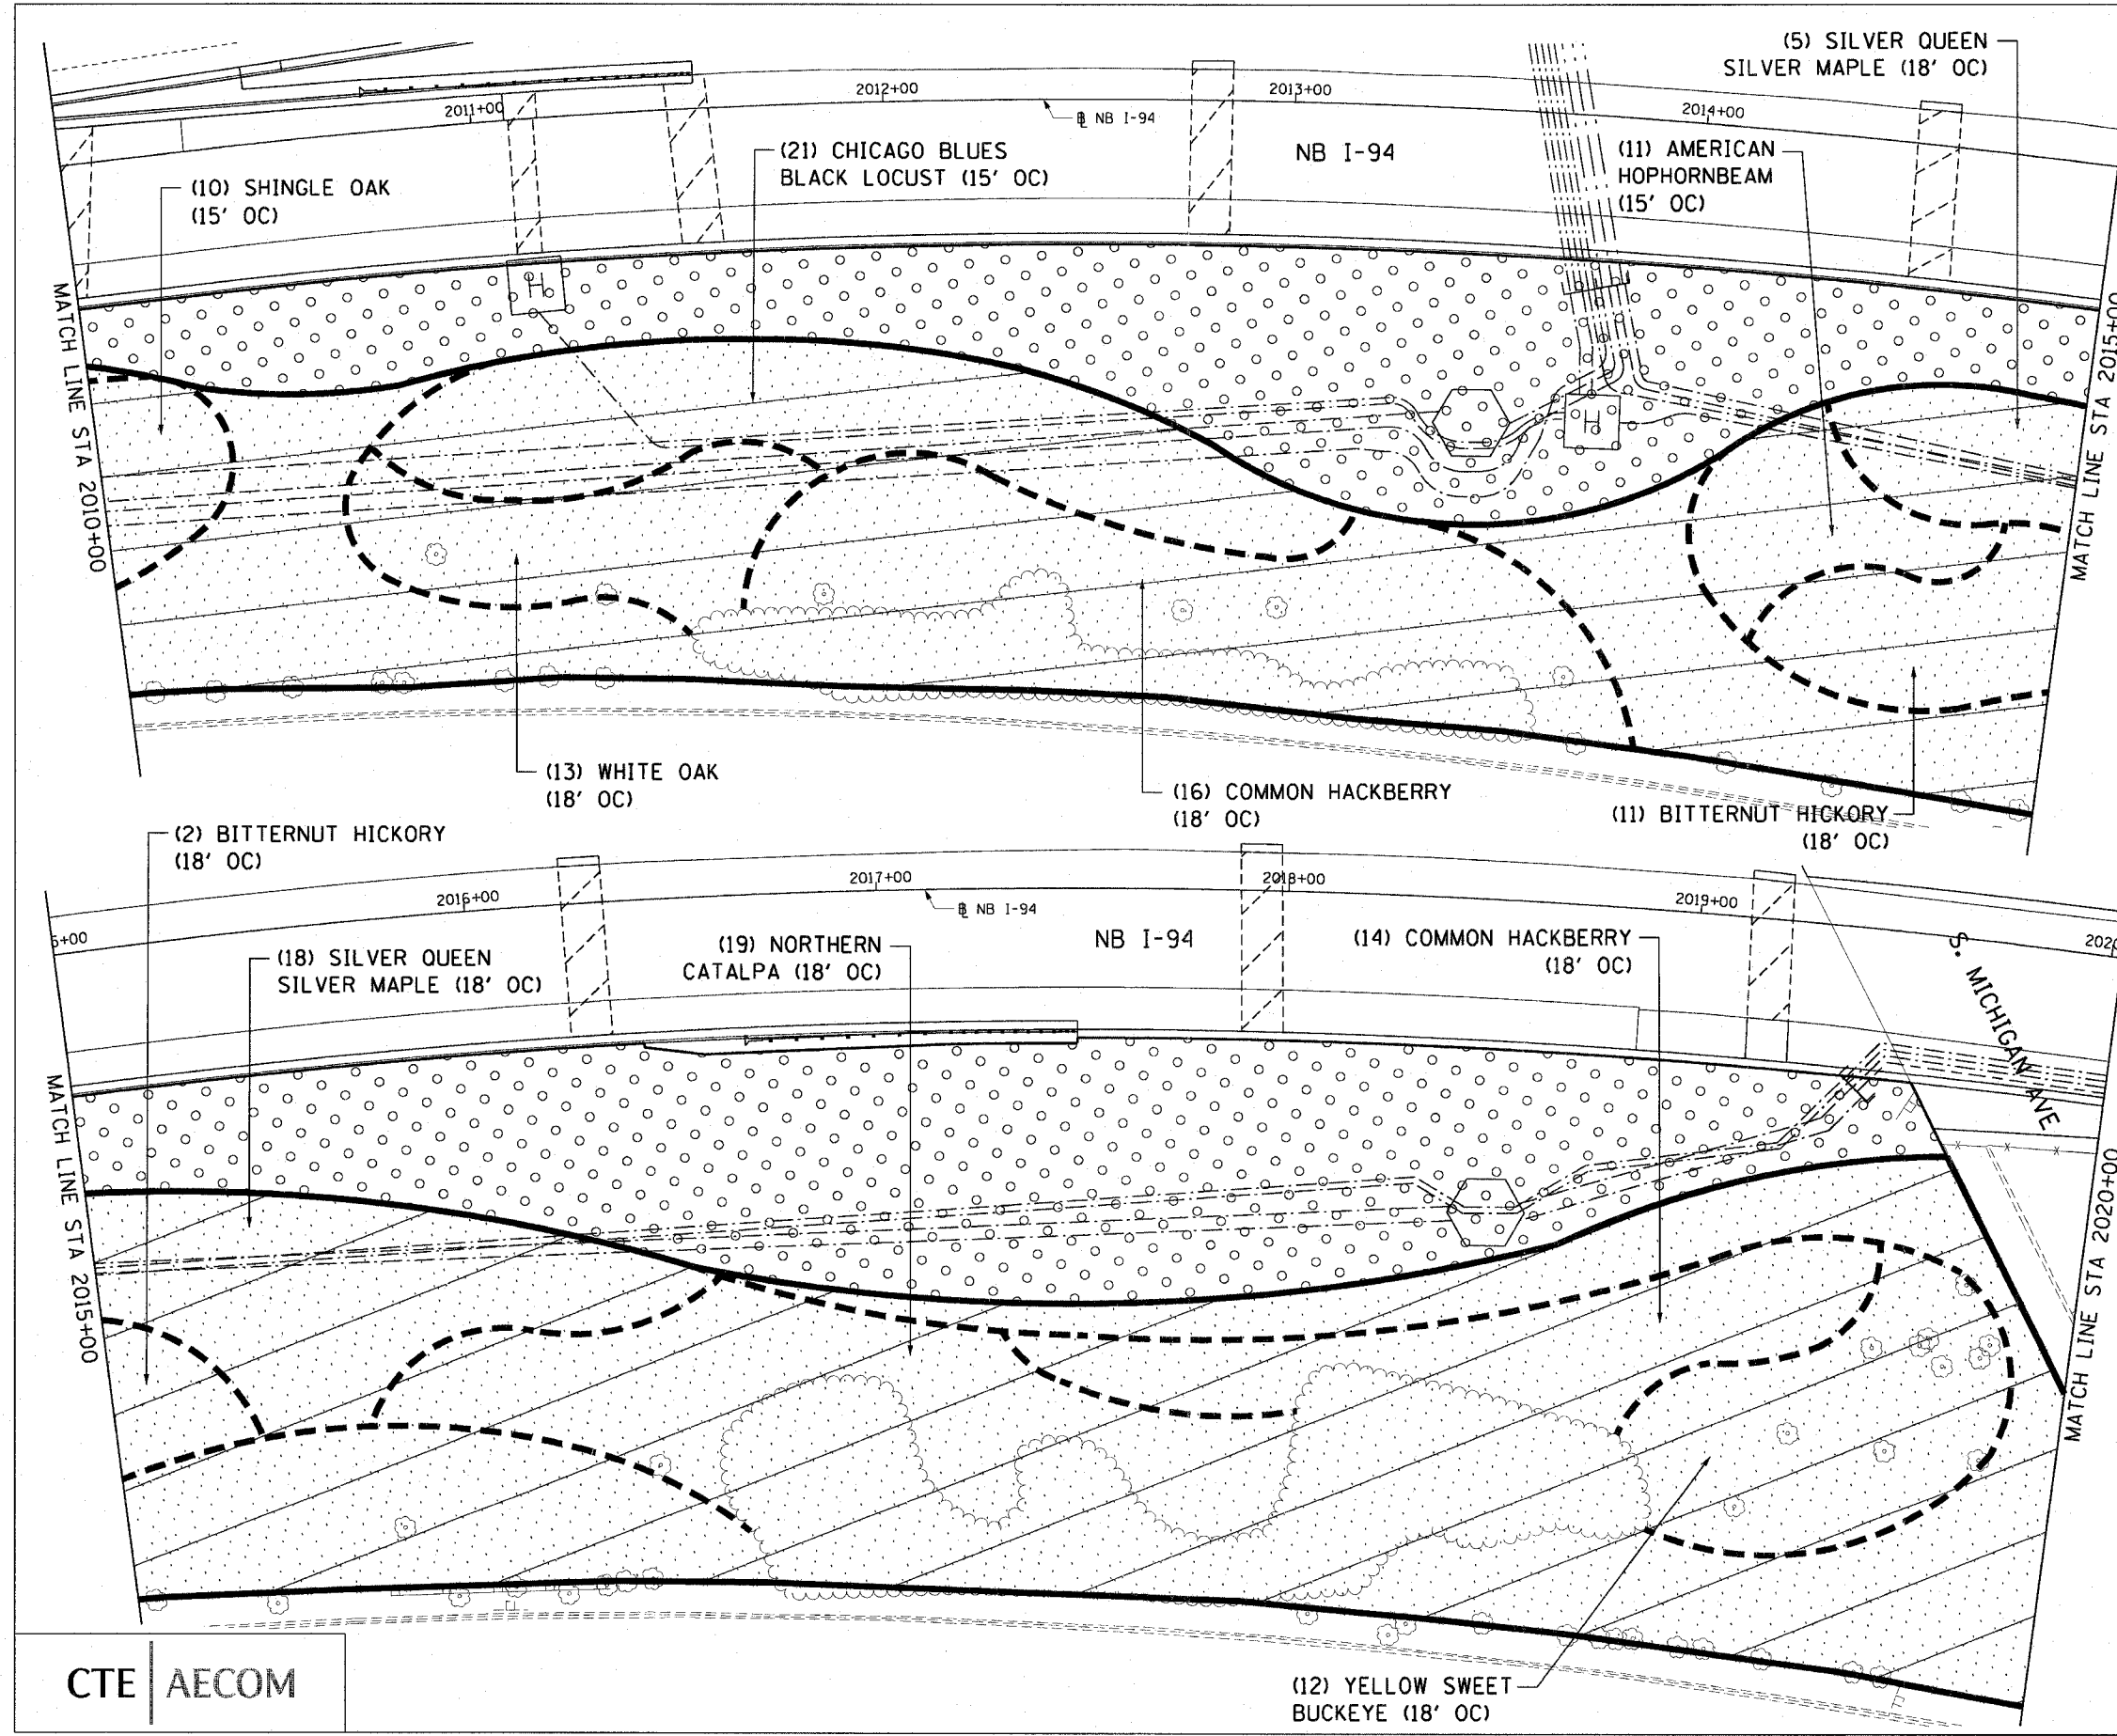 (5) SILVER QUEEN
SILVER MAPLE (18' OC)
2011+00
2012+00
2013+00
2014+00
NB I-94
NB I-94
(10) SHINGLE OAK
(15' OC)
(21) CHICAGO BLUES
BLACK LOCUST (15' OC)
(11) AMERICAN
HOPHORNBEAM
(15' OC)
H
H
MATCH LINE STA 2010+00
MATCH LINE STA 2015+00
(13) WHITE OAK
(18' OC)
(16) COMMON HACKBERRY
(18' OC)
(11) BITTERNUT HICKORY
(18' OC)
(2) BITTERNUT HICKORY
(18' OC)
5+00
2016+00
2017+00
2018+00
2019+00
202
NB I-94
NB I-94
(18) SILVER QUEEN
SILVER MAPLE (18' OC)
(19) NORTHERN
CATALPA (18' OC)
(14) COMMON HACKBERRY
(18' OC)
S. MICHIGAN AVE
MATCH LINE STA 2015+00
MATCH LINE STA 2020+00
(12) YELLOW SWEET
BUCKEYE (18' OC)
CTE | AECOM